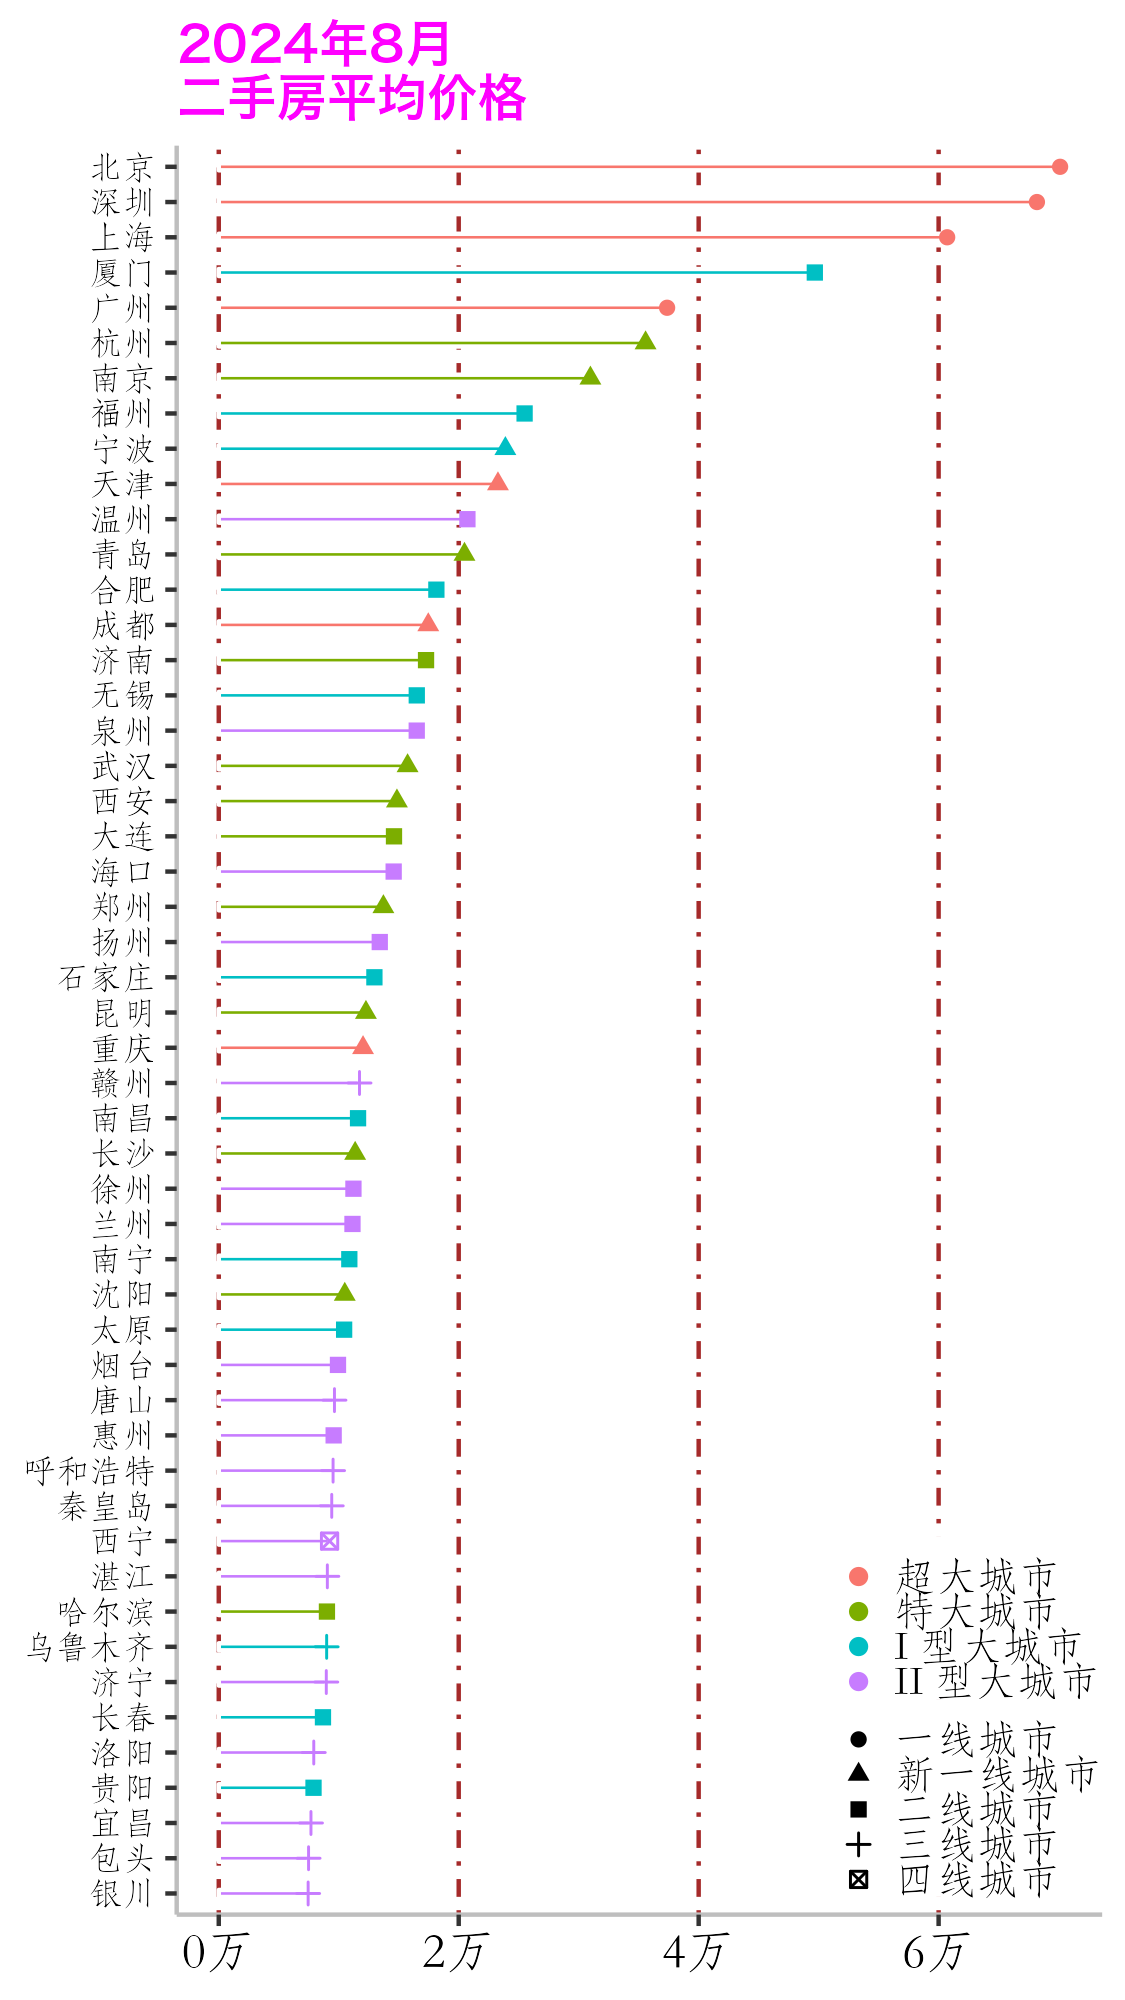 2024年8月
二手房平均价格
北京
深圳
上海
厦门
广州
杭州
南京
福州
宁波
天津
温州
青岛
合肥
成都
济南
无锡
泉州
武汉
西安
大连
海口
郑州
扬州
石家庄
昆明
重庆
赣州
南昌
长沙
徐州
兰州
南宁
沈阳
太原
烟台
唐山
惠州
呼和浩特
秦皇岛
西宁
湛江
哈尔滨
乌鲁木齐
济宁
长春
洛阳
贵阳
宜昌
包头
银川
0万 2万 4万 6万
超大城市
特大城市
I 型大城市
II 型大城市
一线城市
新一线城市
二线城市
三线城市
四线城市